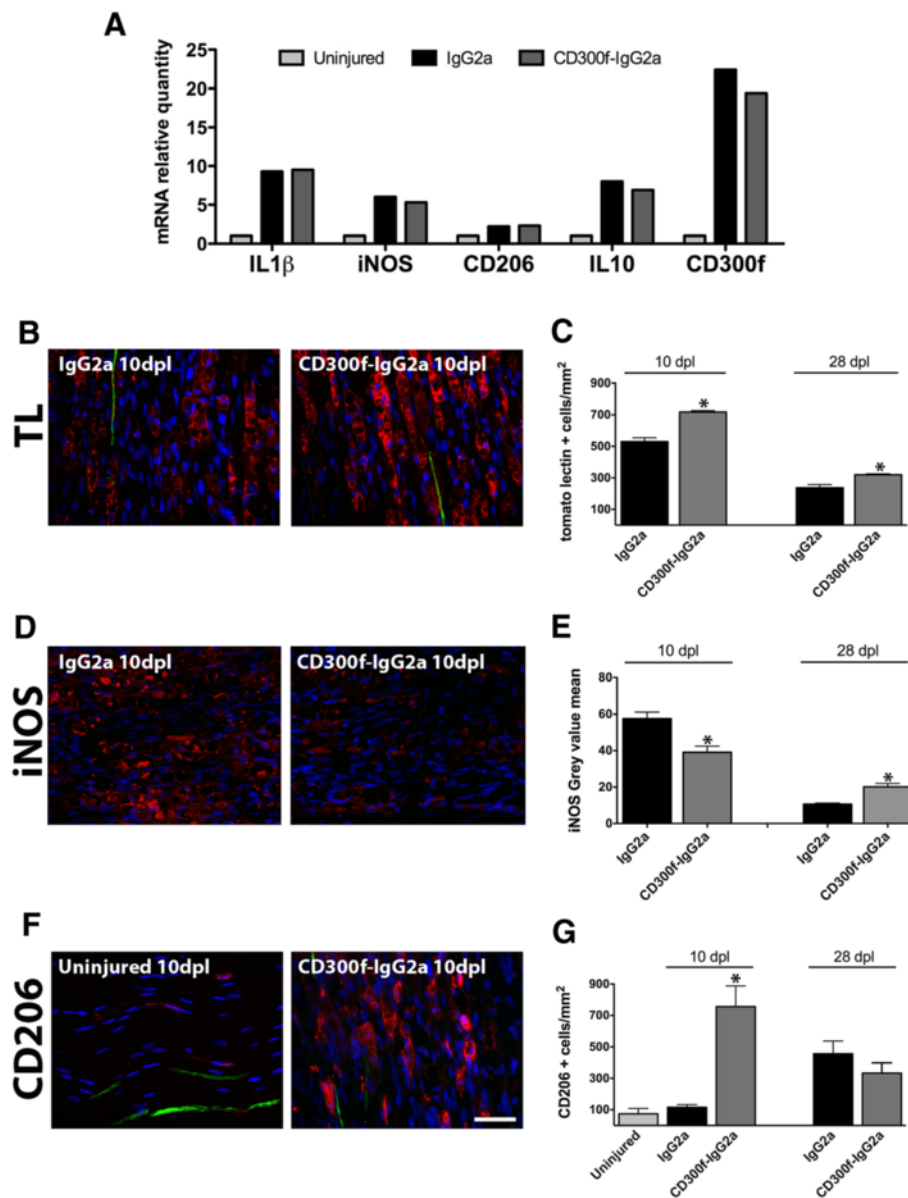 A
mRNA relative quantity
25
20
15
10
5
0
Uninjured IgG2a CD300f-IgG2a
IL1β iNOS CD206 IL10 CD300f
B
TL
IgG2a 10dpl
CD300f-IgG2a 10dpl
C
10 dpl 28 dpl
tomato lectin + cells/mm²
900
700
500
300
100
*
*
IgG2a
CD300f-IgG2a
IgG2a
CD300f-IgG2a
D
iNOS
IgG2a 10dpl
CD300f-IgG2a 10dpl
E
10 dpl 28 dpl
iNOS Grey value mean
80
60
40
20
0
*
*
IgG2a
CD300f-IgG2a
IgG2a
CD300f-IgG2a
F
CD206
Uninjured 10dpl
CD300f-IgG2a 10dpl
G
10 dpl 28 dpl
CD206 + cells/mm²
900
700
500
300
100
*
Uninjured
IgG2a
CD300f-IgG2a
IgG2a
CD300f-IgG2a